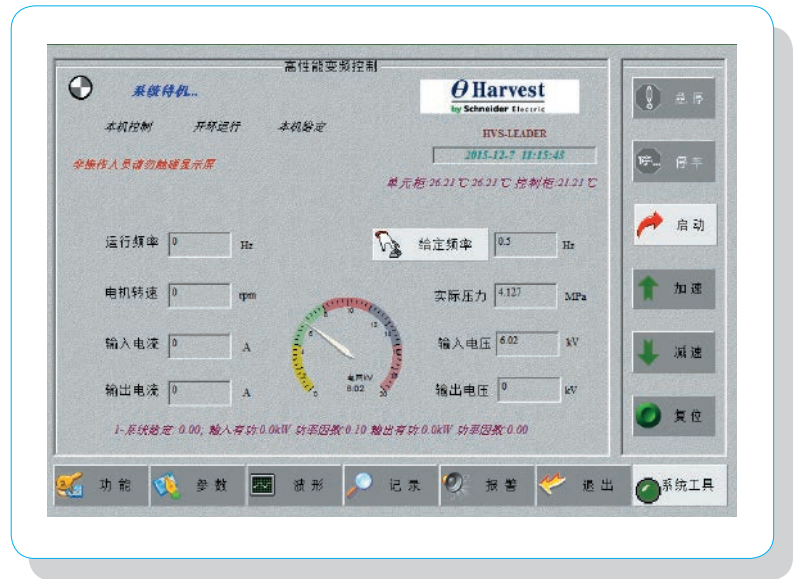 高性能变频控制
系统待机...
θHarvest
by Schneider Electric
本机控制 开环运行 本机给定
HVS-LEADER
2015-12-7 11:15:43
非操作人员请勿触碰显示屏
单元柜:26.21℃ 26.21℃ 控制柜:21.21℃
运行频率 0 Hz
给定频率 0.5 Hz
电机转速 0 rpm
实际压力 4.127 MPa
输入电流 0 A
输入电压 6.02 kV
输出电流 0 A
输出电压 0 kV
电网kV
6.02
1-系统给定: 0.00; 输入有功:0.0kW 功率因数:0.10 输出有功:0.0kW 功率因数:0.00
急停
停... 停车
启动
加速
减速
复位
功能 参数 波形 记录 报警 退出 系统工具